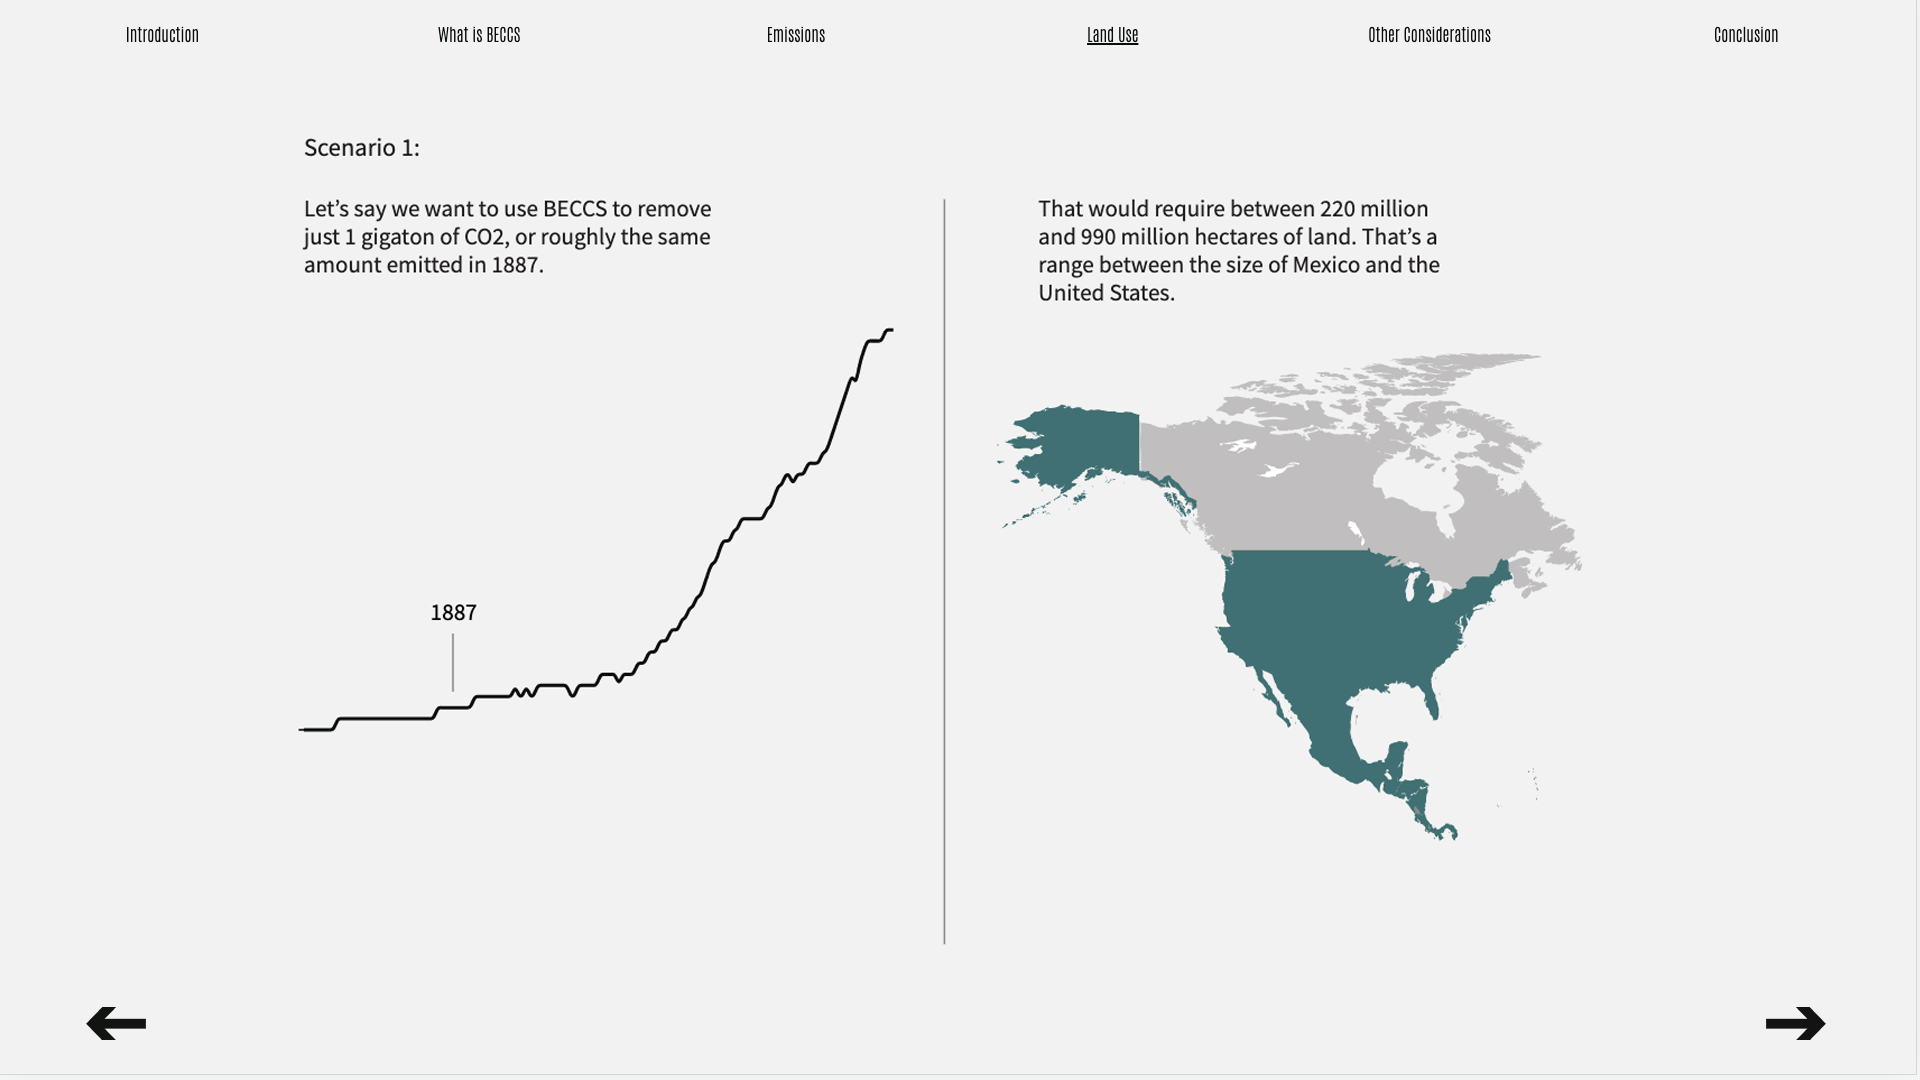 Introduction
What is BECCS
Emissions
Land Use
Other Considerations
Conclusion
Scenario 1:
Let’s say we want to use BECCS to remove
just 1 gigaton of CO2, or roughly the same
amount emitted in 1887.
1887
That would require between 220 million
and 990 million hectares of land. That’s a
range between the size of Mexico and the
United States.